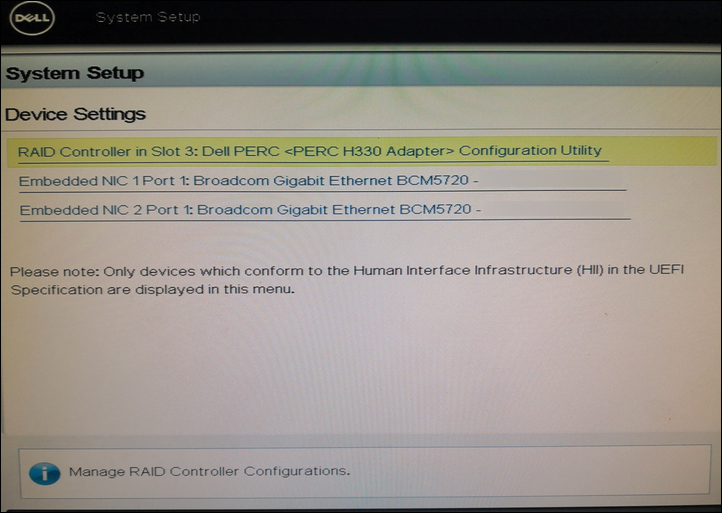 DELL
System Setup
System Setup
Device Settings
RAID Controller in Slot 3: Dell PERC <PERC H330 Adapter> Configuration Utility
Embedded NIC 1 Port 1: Broadcom Gigabit Ethernet BCM5720 -
Embedded NIC 2 Port 1: Broadcom Gigabit Ethernet BCM5720 -
Please note: Only devices which conform to the Human Interface Infrastructure (HII) in the UEFI
Specification are displayed in this menu.
i
Manage RAID Controller Configurations.